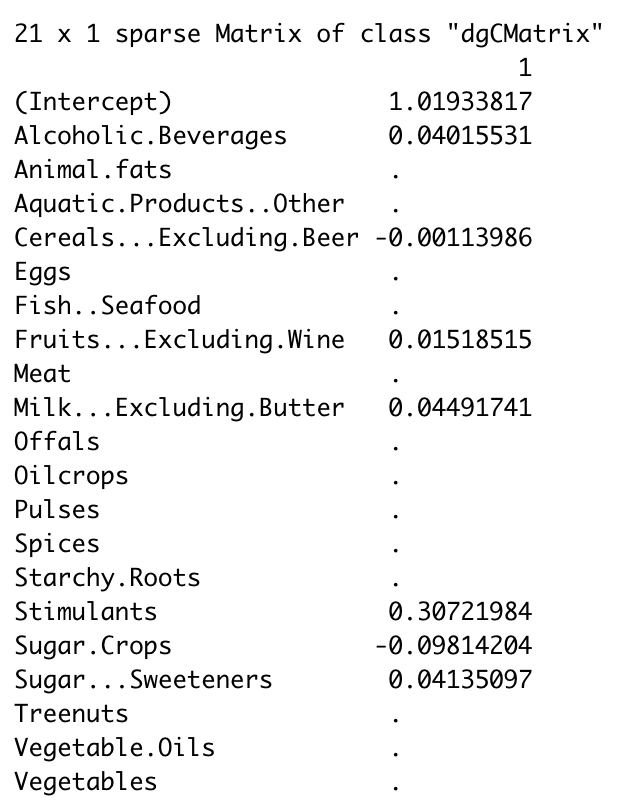 21 x 1 sparse Matrix of class "dgCMatrix"
1
(Intercept) 1.01933817
Alcoholic.Beverages 0.04015531
Animal.fats .
Aquatic.Products..Other .
Cereals...Excluding.Beer -0.00113986
Eggs .
Fish..Seafood .
Fruits...Excluding.Wine 0.01518515
Meat .
Milk...Excluding.Butter 0.04491741
Offals .
Oilcrops .
Pulses .
Spices .
Starchy.Roots .
Stimulants 0.30721984
Sugar.Crops -0.09814204
Sugar...Sweeteners 0.04135097
Treenuts .
Vegetable.Oils .
Vegetables .